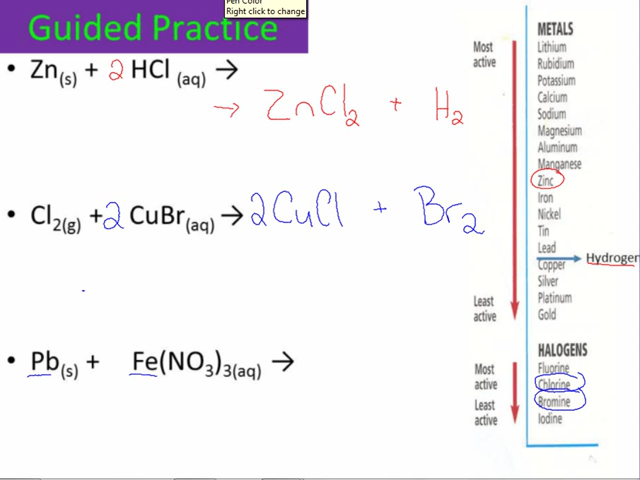 Pen Color
Right click to change
Guided Practice
• Zn(s) + 2 HCl (aq) →
→ ZnCl2 + H2
• Cl2(g) + 2 CuBr(aq) → 2CuCl + Br2
• Pb(s) + Fe(NO3)3(aq) →
METALS
Most active
Lithium
Rubidium
Potassium
Calcium
Sodium
Magnesium
Aluminum
Manganese
Zinc
Iron
Nickel
Tin
Lead
Hydrogen
Copper
Silver
Platinum
Least active
Gold
HALOGENS
Most active
Fluorine
Chlorine
Least active
Bromine
Iodine